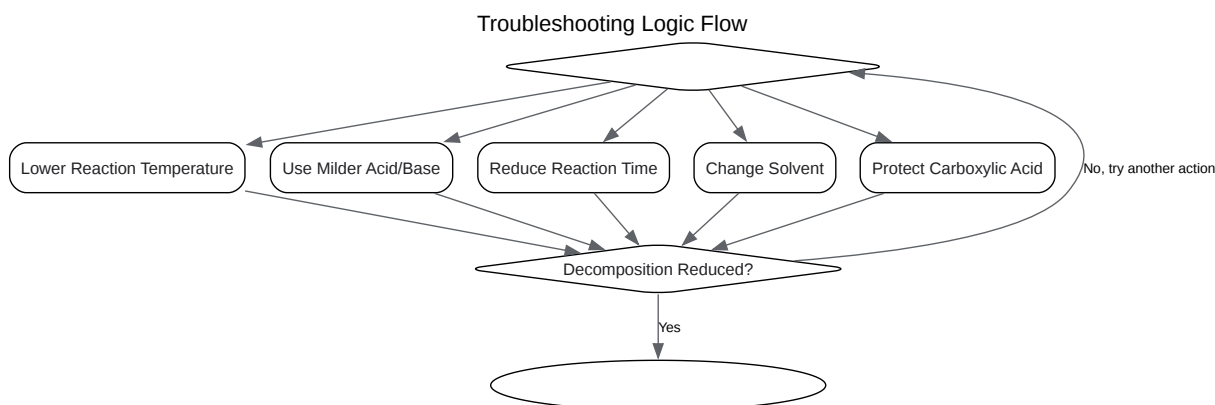 Troubleshooting Logic Flow
Lower Reaction Temperature
Use Milder Acid/Base
Reduce Reaction Time
Change Solvent
Protect Carboxylic Acid
No, try another action
Decomposition Reduced?
Yes